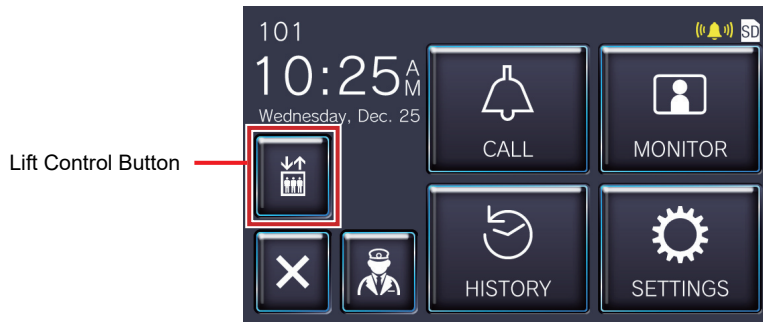 101
SD
10:25AM
Wednesday, Dec. 25
CALL
MONITOR
Lift Control Button
HISTORY
SETTINGS